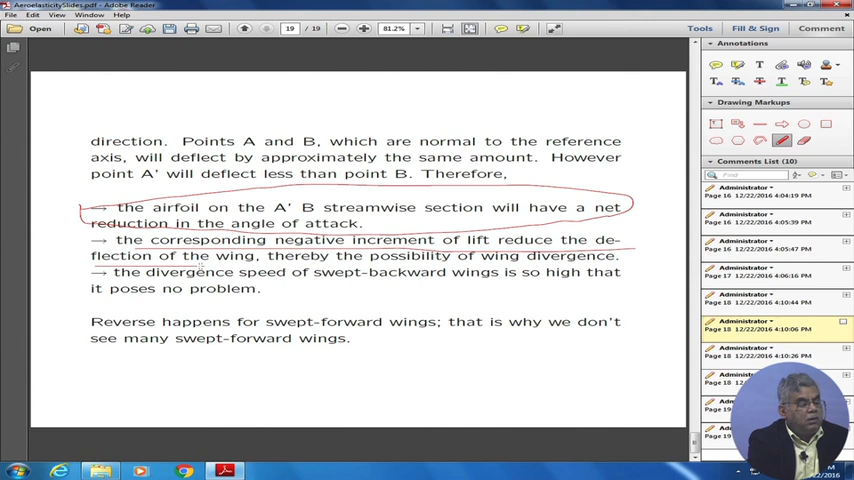 AeroelasticitySlides.pdf - Adobe Reader
File Edit View Window Help
Open 19 / 19 81.2% Tools Fill & Sign Comment
Annotations
direction. Points A and B, which are normal to the reference
axis, will deflect by approximately the same amount. However
point A' will deflect less than point B. Therefore,
→ the airfoil on the A' B streamwise section will have a net
reduction in the angle of attack.
→ the corresponding negative increment of lift reduce the de-
flection of the wing, thereby the possibility of wing divergence.
→ the divergence speed of swept-backward wings is so high that
it poses no problem.
Reverse happens for swept-forward wings; that is why we don't
see many swept-forward wings.
Drawing Markups
Comments List (10)
Find
Administrator
Page 16 12/22/2016 4:04:19 PM
Administrator
Page 16 12/22/2016 4:05:39 PM
Administrator
Page 16 12/22/2016 4:05:47 PM
Administrator
Page 18 12/22/2016 4:06:16 PM
Administrator
Page 18 12/22/2016 4:10:44 PM
Administrator
Page 18 12/22/2016 4:10:06 PM
Administrator
Page 18 12/22/2016 4:10:26 PM
Page 18
Page 19
Page 19